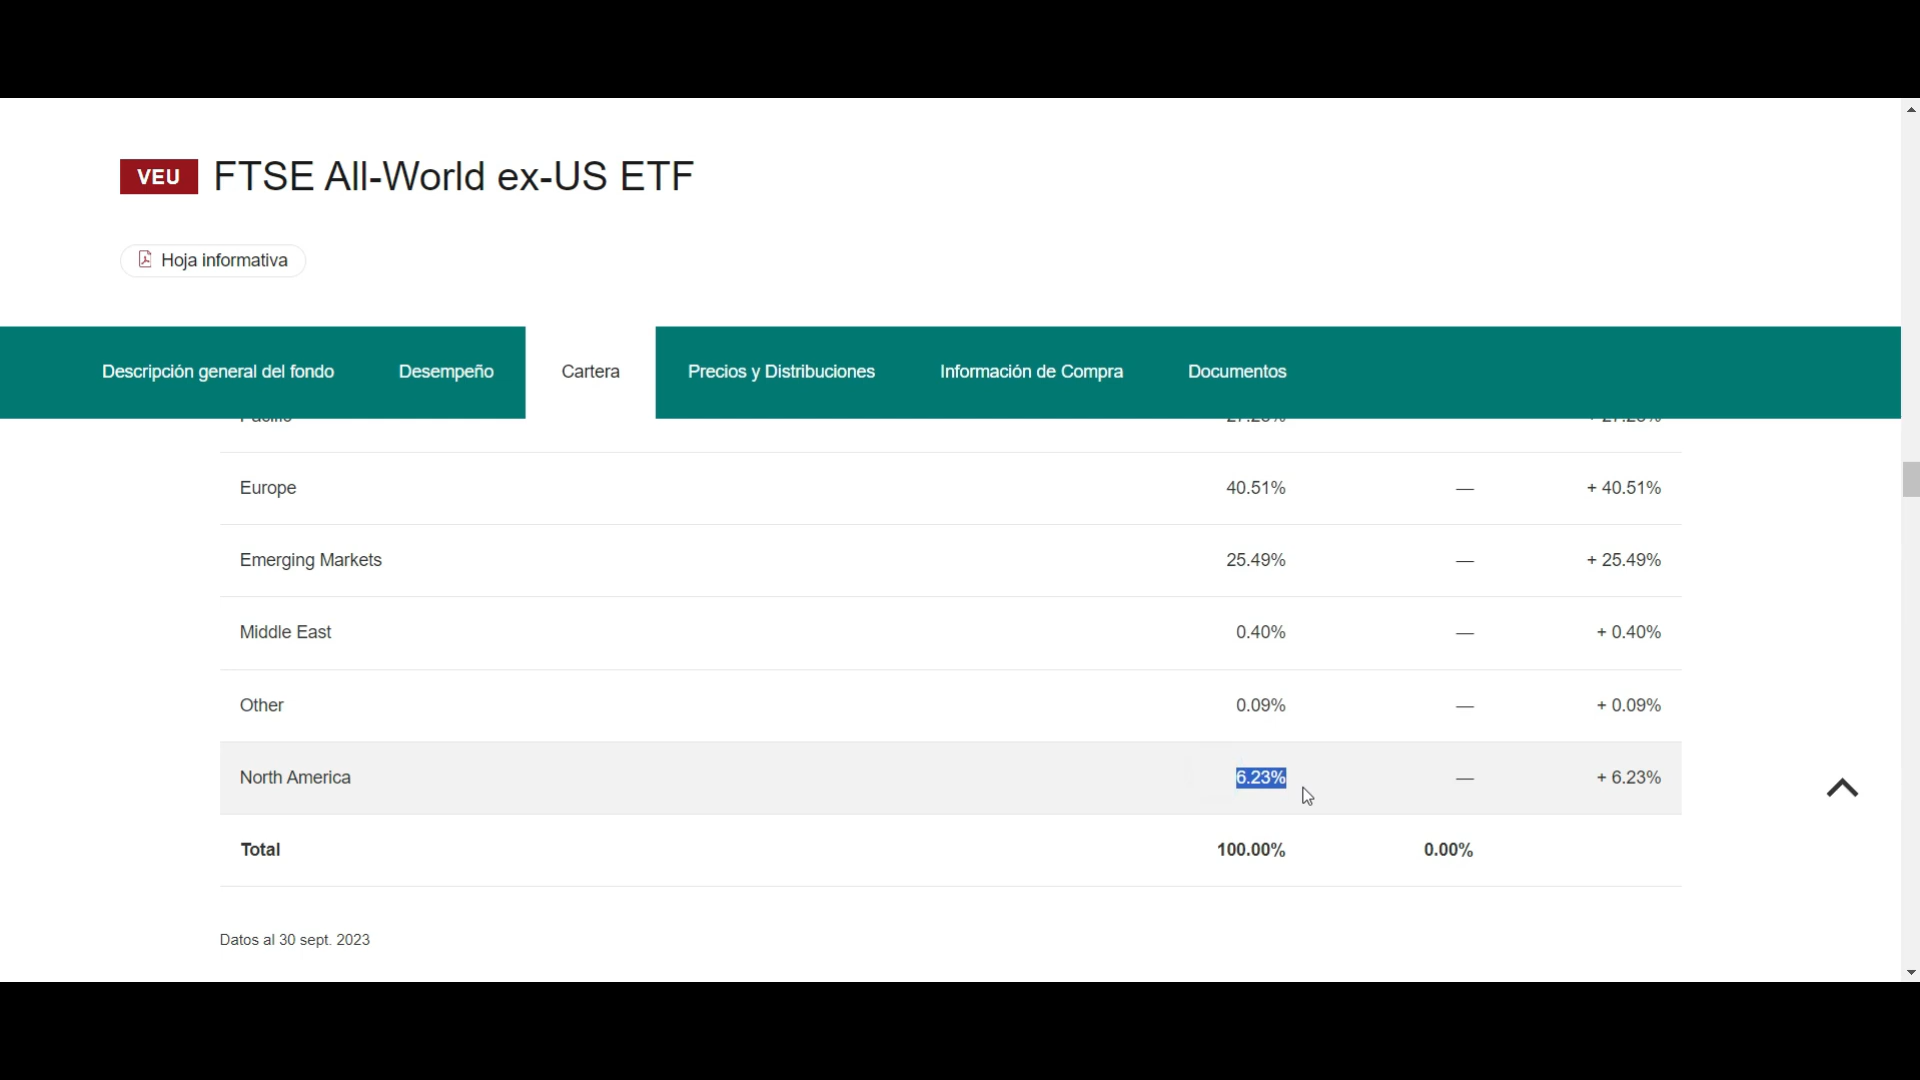 VEU FTSE All-World ex-US ETF
Hoja informativa
Descripción general del fondo Desempeño Cartera Precios y Distribuciones Información de Compra Documentos
Europe 40.51% — + 40.51%
Emerging Markets 25.49% — + 25.49%
Middle East 0.40% — + 0.40%
Other 0.09% — + 0.09%
North America 6.23% — + 6.23%
Total 100.00% 0.00%
Datos al 30 sept. 2023